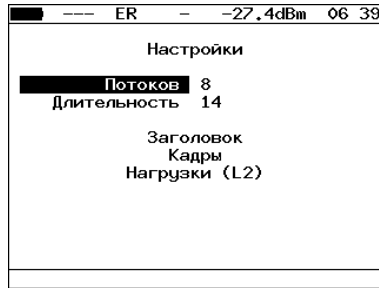 --- ER - -27.4dBm 06 39
Настройки
Потоков 8
Длительность 14
Заголовок
Кадры
Нагрузки (L2)